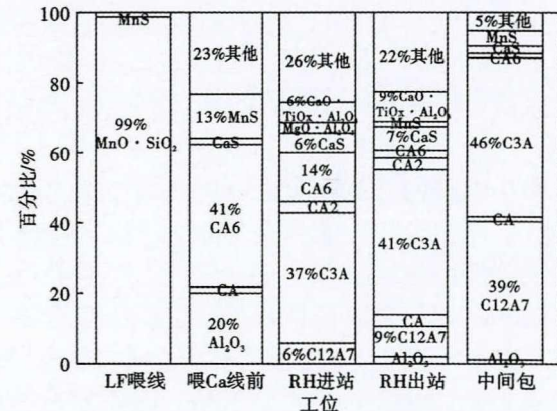 百分比/%
100
80
60
40
20
0
MnS
99%
MnO·SiO₂
23%其他
13%MnS
CaS
41%
CA6
CA
20%
Al₂O₃
26%其他
6%CaO·
TiOx·Al₂O₃
MgO·Al₂O₃
6%CaS
14%
CA6
CA2
37%C3A
6%C12A7
22%其他
9%CaO·
TiOx·Al₂O₃
MnS
7%CaS
CA6
CA2
41%C3A
CA
9%C12A7
Al₂O₃
5%其他
MnS
CaS
CA6
46%C3A
CA
39%
C12A7
Al₂O₃
LF喂线
喂Ca线前
RH进站
RH出站
中间包
工位